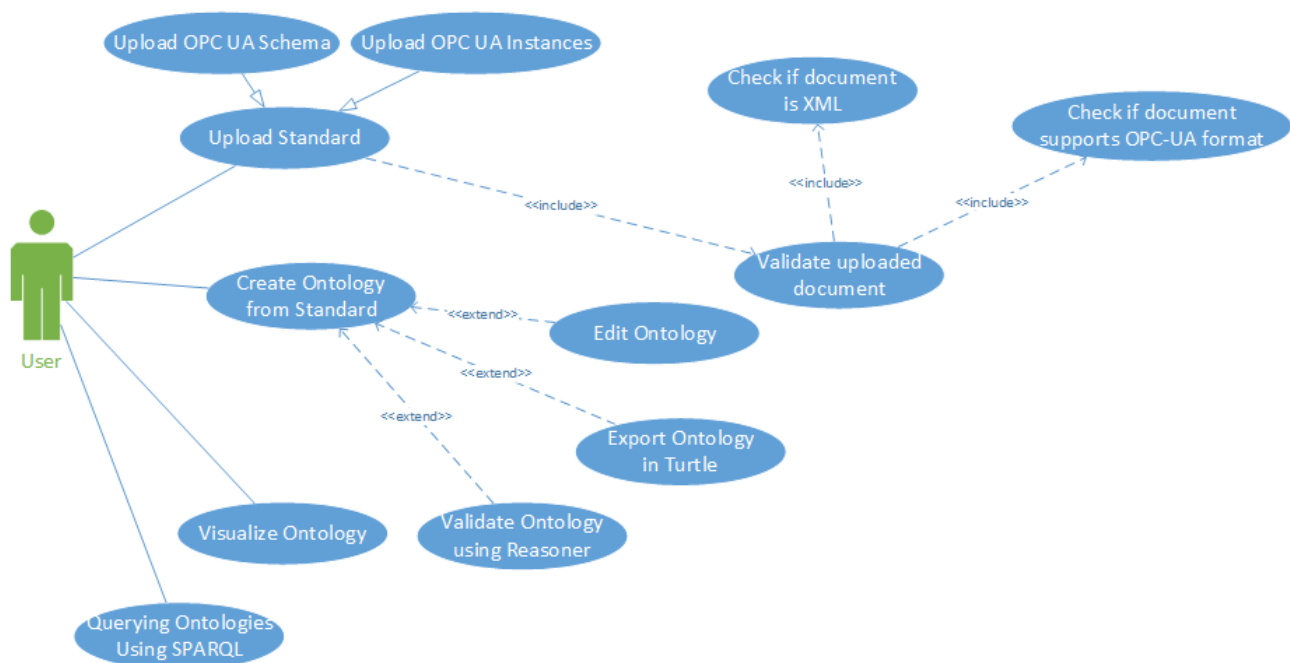 Upload OPC UA Schema
Upload OPC UA Instances
Upload Standard
Check if document
is XML
Check if document
supports OPC-UA format
<<include>>
<<include>>
<<include>>
Validate uploaded
document
User
Create Ontology
from Standard
<<extend>>
Edit Ontology
<<extend>>
<<extend>>
Export Ontology
in Turtle
Visualize Ontology
Validate Ontology
using Reasoner
Querying Ontologies
Using SPARQL